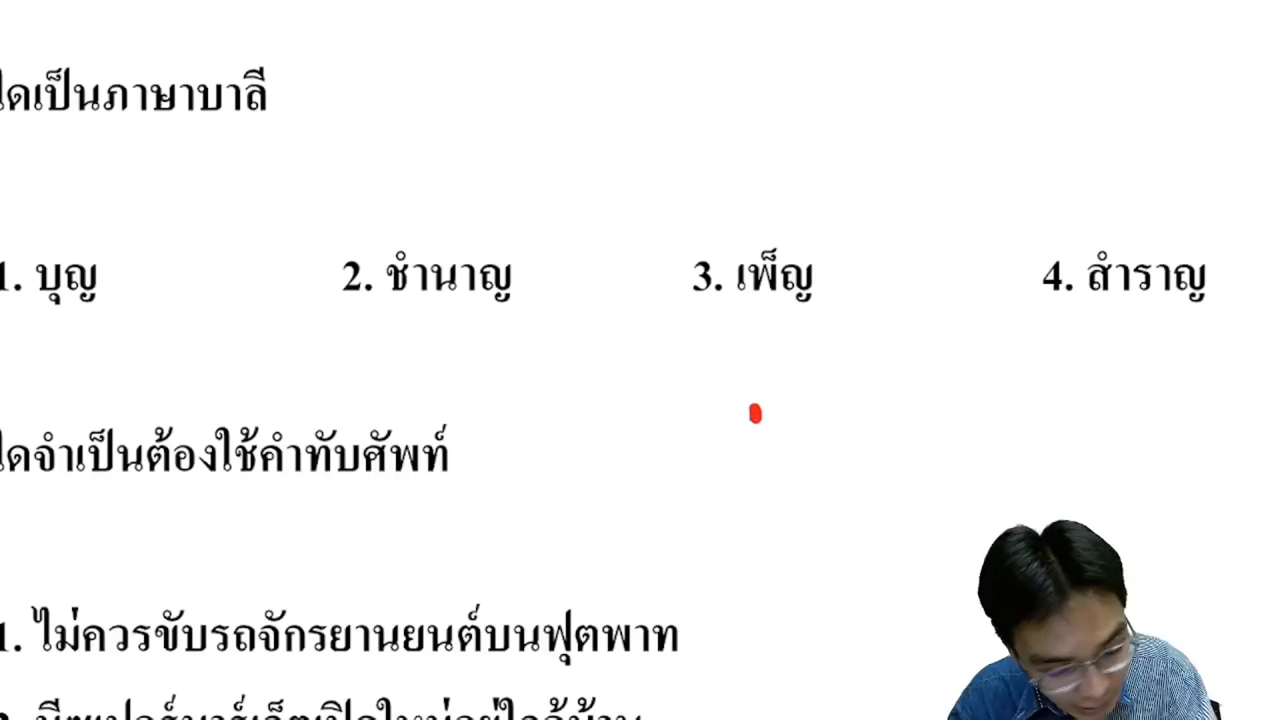 ใดเป็นภาษาบาลี
1. บุญ 2. ชำนาญ 3. เพ็ญ 4. สำราญ
ใดจำเป็นต้องใช้คำทับศัพท์
1. ไม่ควรขับรถจักรยานยนต์บนฟุตพาท